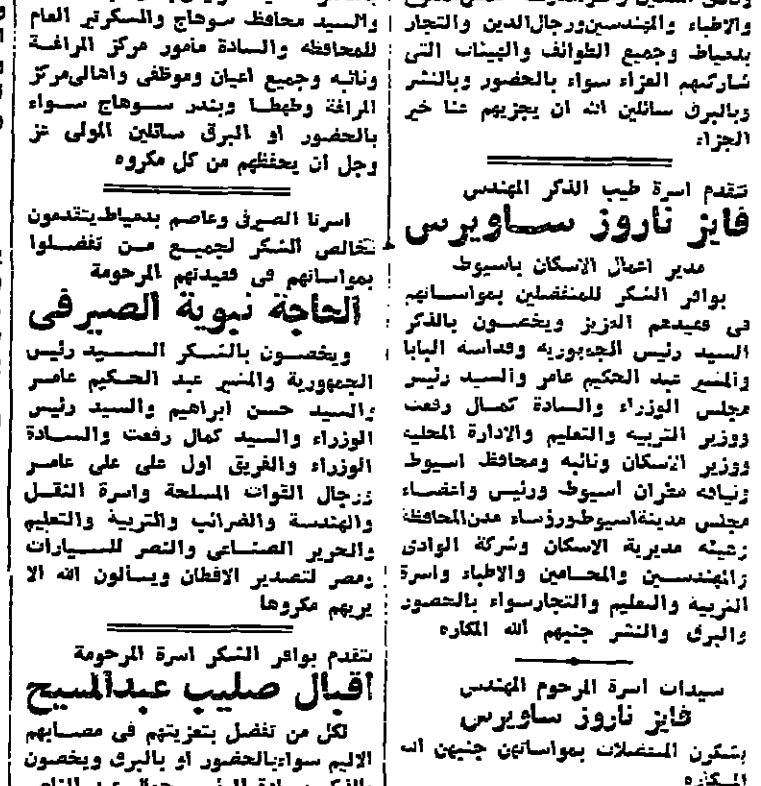 والاطباء والمهندسين ورجال الدين والتجار
بدمياط وجميع الطوائف والهيئات التى
شاركتهم العزاء سواء بالحضور وبالنشر
وبالبرق سائلين الله ان يجزيهم عنا خير
الجزاء
تتقدم اسرة طيب الذكر المهندس
فايز ناروز ساويرس
مدير اعمال الاسكان باسيوط
بوافر الشكر للمتفضلين بمواساتهم
فى فقيدهم العزيز ويخصون بالذكر
السيد رئيس الجمهورية وقداسه البابا
والمشير عبد الحكيم عامر والسيد رئيس
مجلس الوزراء والسادة كمال رفعت
ووزير التربيه والتعليم والادارة المحلية
ووزير الاسكان ونائبه ومحافظ اسيوط
ونيافه مطران اسيوط ورئيس واعضاء
مجلس مدينة اسيوط ورؤساء مدن المحافظة
وهيئه مديرية الاسكان وشركة الوادى
والمهندسين والمحامين والاطباء واسرة
التربية والتعليم والتجار سواء بالحضور
والبرق والنشر جنبهم الله المكاره
سيدات اسرة المرحوم المهندس
فايز ناروز ساويرس
يشكرن المتفضلات بمواساتهن جنبهن الله
المكاره
والسيد محافظ سوهاج والسكرتير العام
للمحافظه والسادة مأمور مركز المراغة
ونائبه وجميع اعيان وموظفى واهالى مركز
المراغة وطهطا وبندر سوهاج سواء
بالحضور او البرق سائلين المولى عز
وجل ان يحفظهم من كل مكروه
اسرتا الصيرفى وعاصم بدمياط يتقدمون
بخالص الشكر لجميع من تفضلوا
بمواساتهم فى فقيدتهم المرحومة
الحاجة نبوية الصيرفى
ويخصون بالشكر السيد رئيس
الجمهورية والمشير عبد الحكيم عامر
والسيد حسن ابراهيم والسيد رئيس
الوزراء والسيد كمال رفعت والسادة
الوزراء والفريق اول على على عامر
ورجال القوات المسلحة واسرة النقل
والهندسة والضرائب والتربية والتعليم
والحرير الصناعى والنصر للسيارات
ومصر لتصدير الاقطان ويسألون الله الا
يريهم مكروها
تتقدم بوافر الشكر اسرة المرحومة
اقبال صليب عبد المسيح
لكل من تفضل بتعزيتهم فى مصابهم
الاليم سواء بالحضور او بالبرق ويخصون